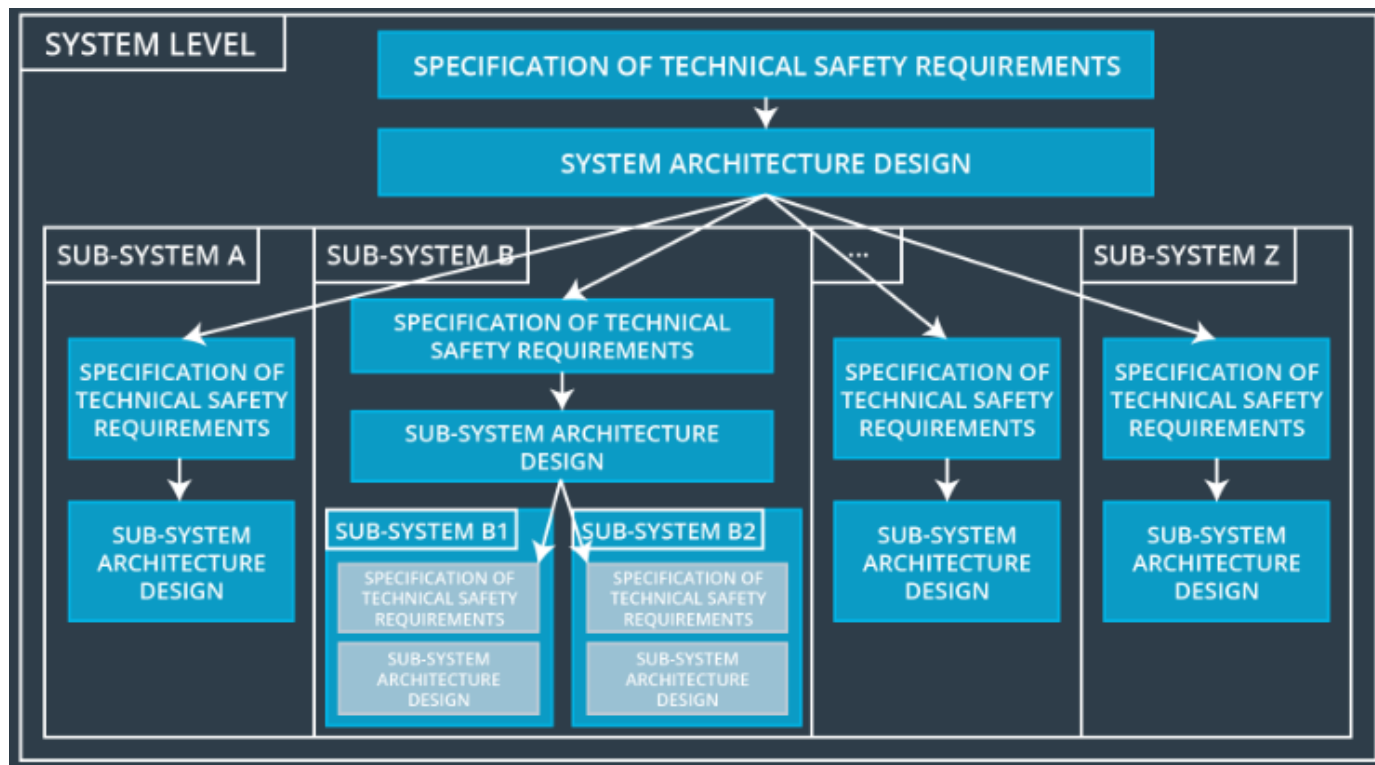 SYSTEM LEVEL
SPECIFICATION OF TECHNICAL SAFETY REQUIREMENTS
SYSTEM ARCHITECTURE DESIGN
SUB-SYSTEM A
SPECIFICATION OF
TECHNICAL SAFETY
REQUIREMENTS
SUB-SYSTEM
ARCHITECTURE
DESIGN
SUB-SYSTEM B
SPECIFICATION OF TECHNICAL
SAFETY REQUIREMENTS
SUB-SYSTEM ARCHITECTURE
DESIGN
SUB-SYSTEM B1
SPECIFICATION OF
TECHNICAL SAFETY
REQUIREMENTS
SUB-SYSTEM
ARCHITECTURE
DESIGN
SUB-SYSTEM B2
SPECIFICATION OF
TECHNICAL SAFETY
REQUIREMENTS
SUB-SYSTEM
ARCHITECTURE
DESIGN
...
SPECIFICATION OF
TECHNICAL SAFETY
REQUIREMENTS
SUB-SYSTEM
ARCHITECTURE
DESIGN
SUB-SYSTEM Z
SPECIFICATION OF
TECHNICAL SAFETY
REQUIREMENTS
SUB-SYSTEM
ARCHITECTURE
DESIGN